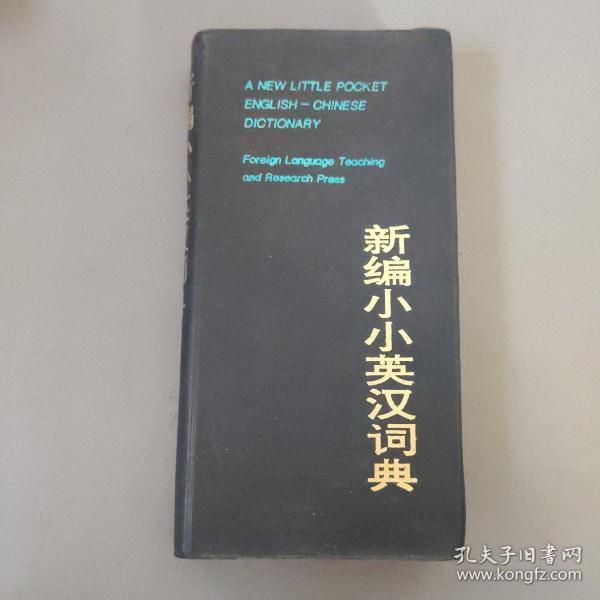 A NEW LITTLE POCKET
ENGLISH－CHINESE
DICTIONARY
Foreign Language Teaching
and Research Press
新编小小英汉词典
孔夫子旧书网
www.kongfz.com